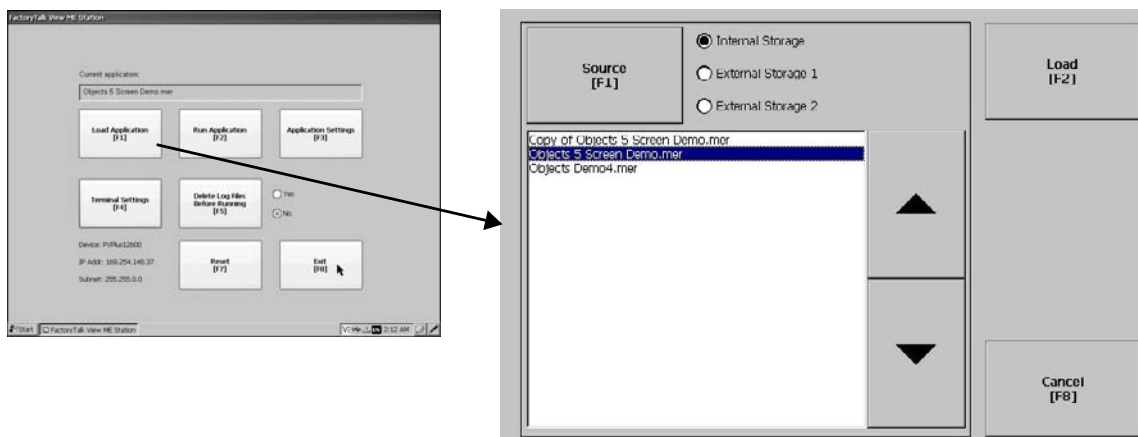 FactoryTalk View ME Station
Current application:
Objects 5 Screen Demo.mer
Load Application
[F1]
Run Application
[F2]
Application Settings
[F3]
Terminal Settings
[F4]
Delete Log Files
Before Running
[F5]
Yes
No
Device: PVPlus12600
IP Addr: 169.254.148.37
Subnet: 255.255.0.0
Reset
[F7]
Exit
[F8]
Start
FactoryTalk View ME Station
EN
2:12 AM
Source
[F1]
Internal Storage
External Storage 1
External Storage 2
Load
[F2]
Copy of Objects 5 Screen Demo.mer
Objects 5 Screen Demo.mer
Objects Demo4.mer
Cancel
[F8]